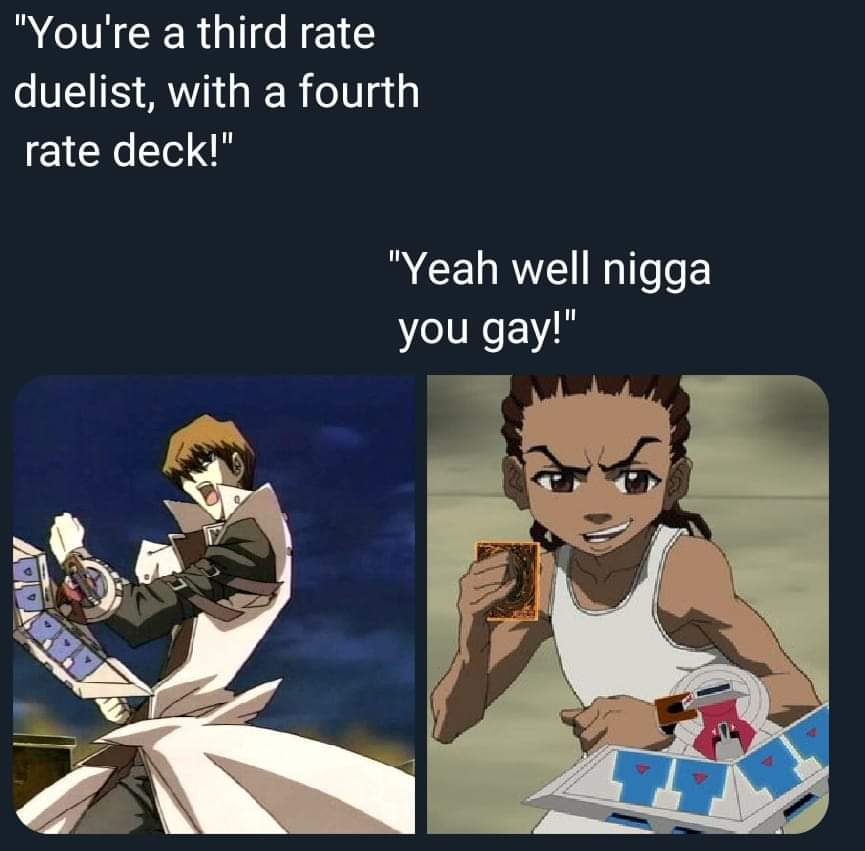 "You're a third rate
duelist, with a fourth
rate deck!"
"Yeah well nigga
you gay!"